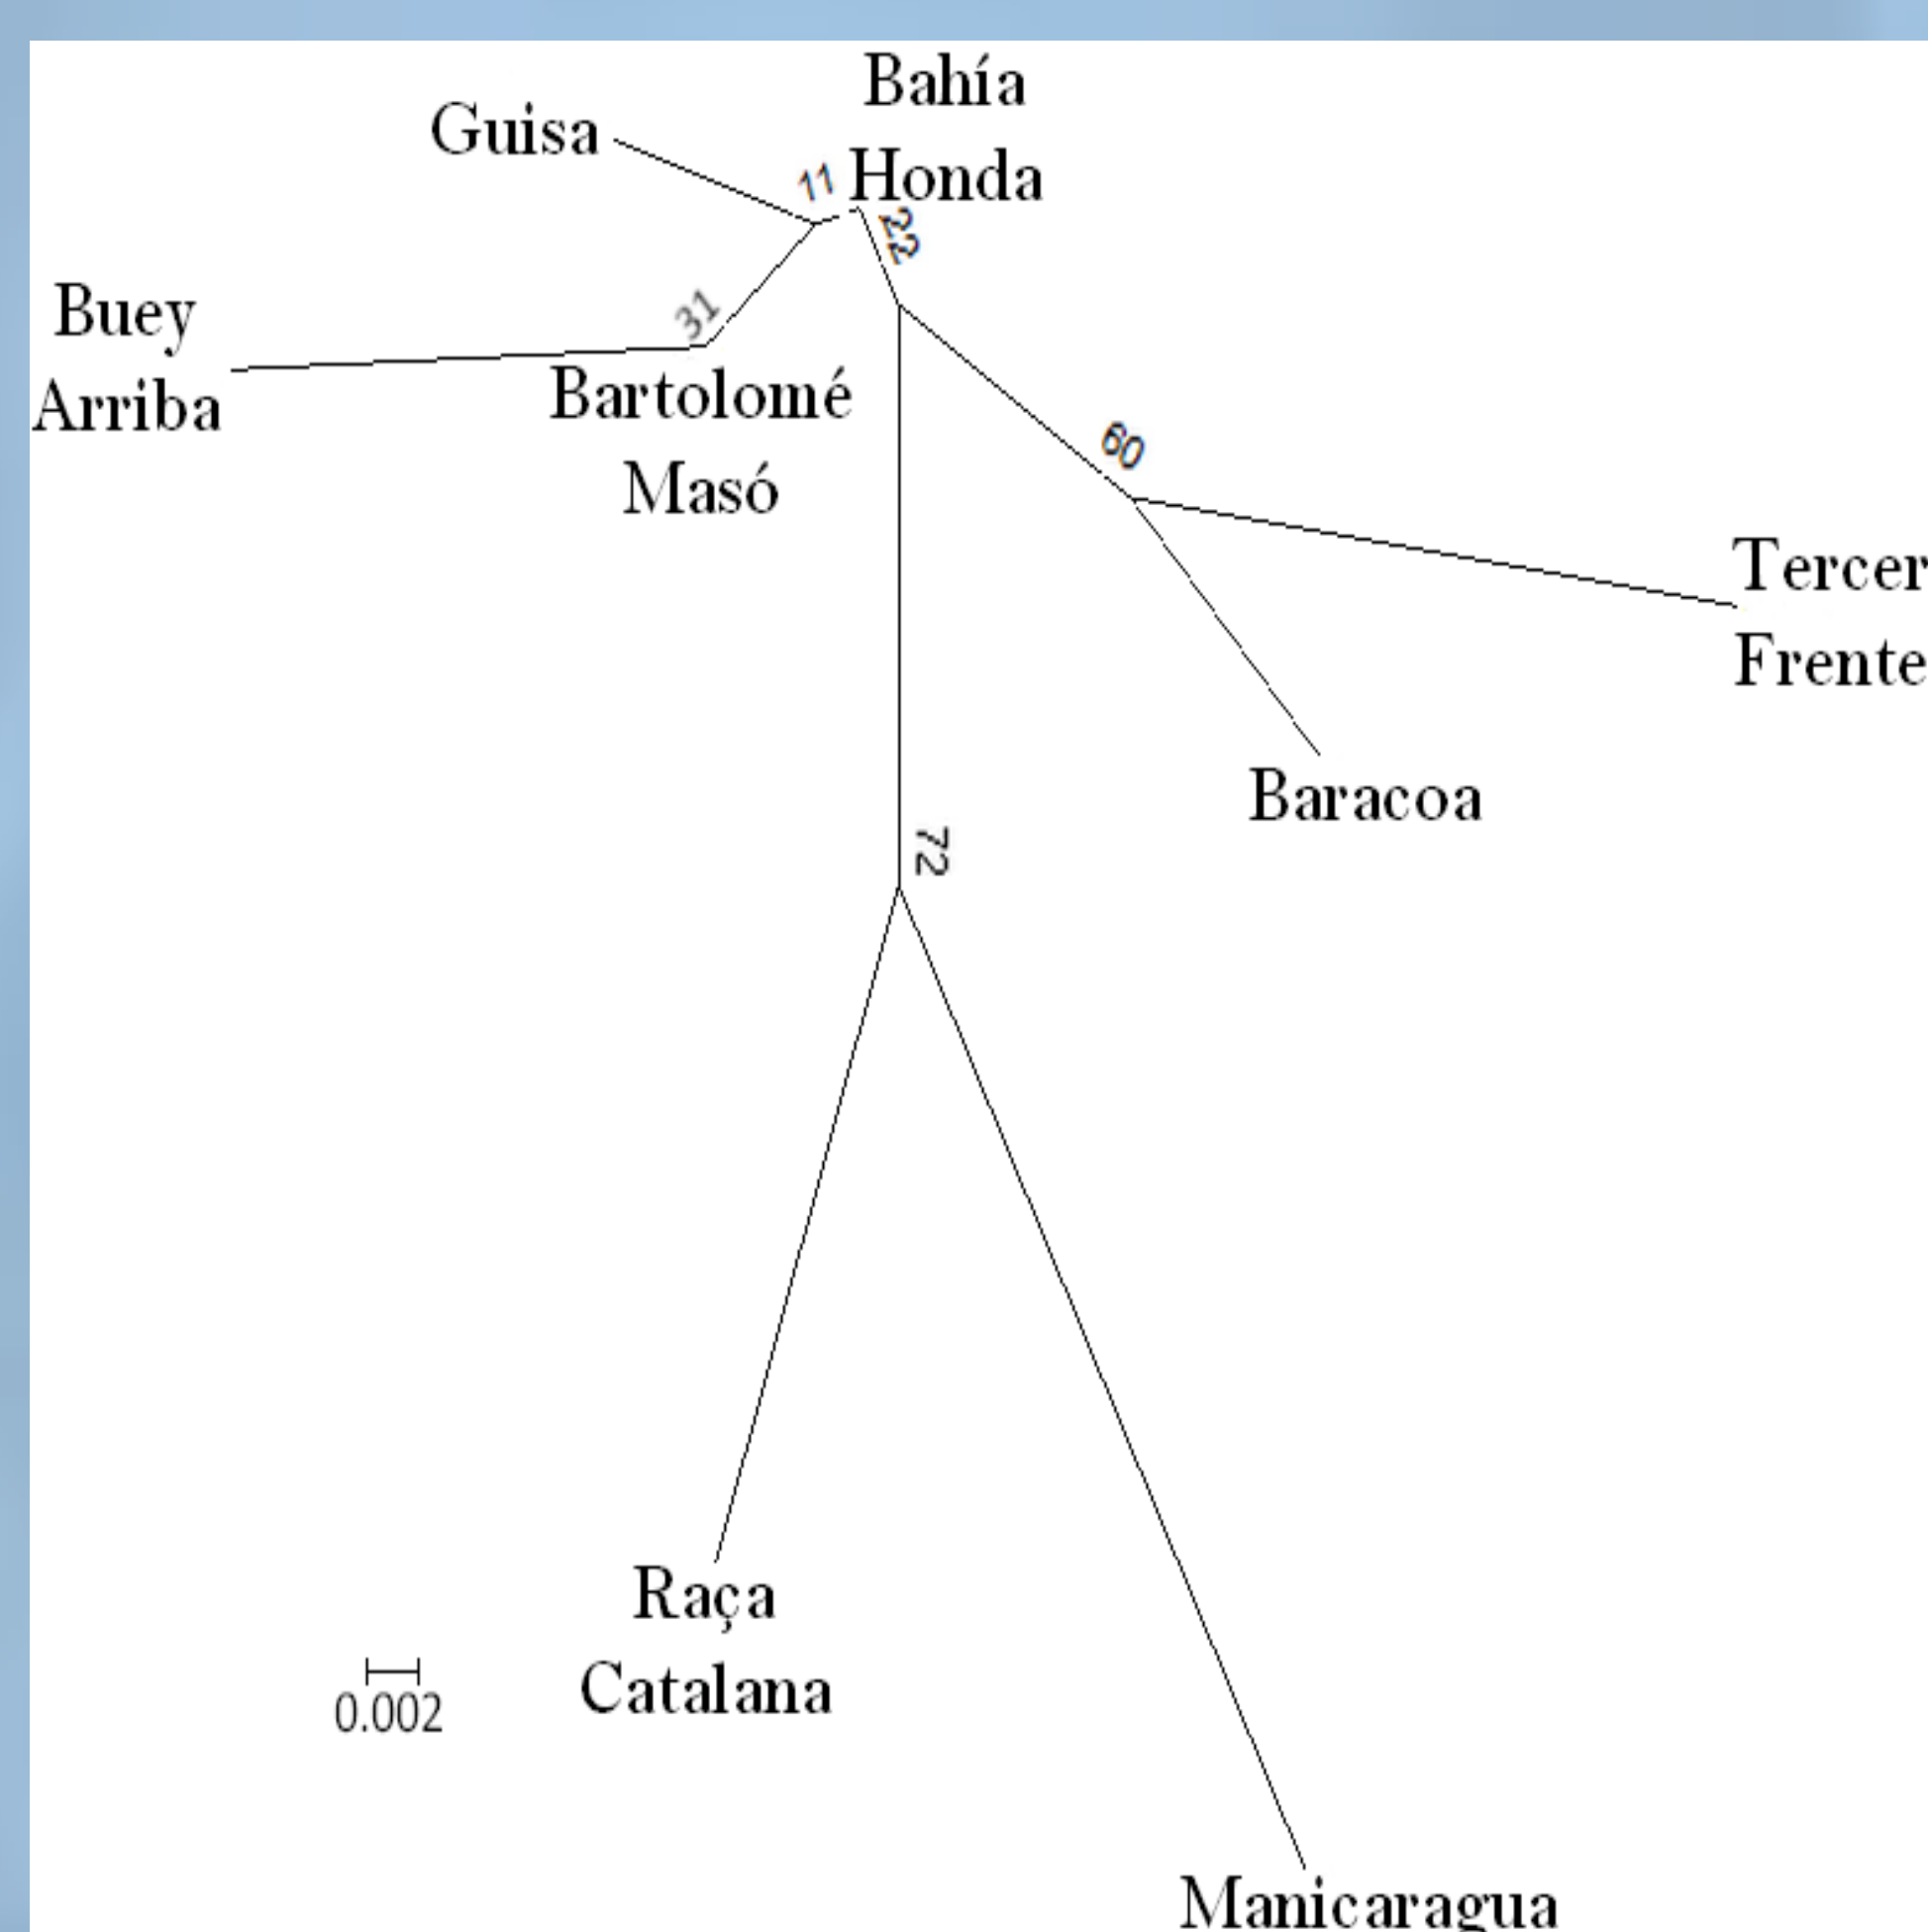 Bahía
Honda
Guisa
11
22
Buey
Arriba
31
Bartolomé
Masó
60
Tercer
Frente
Baracoa
72
Raça
Catalana
0.002
Manicaragua